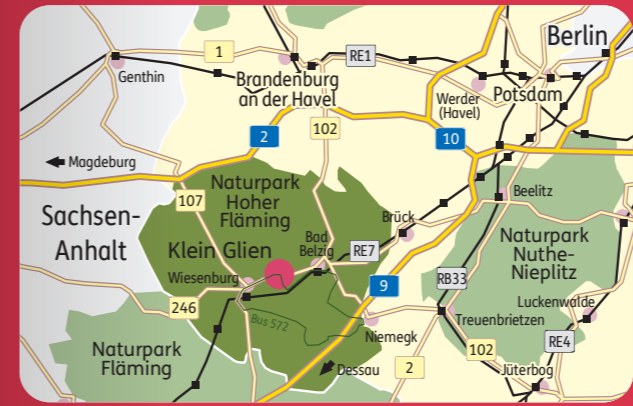 Berlin
1
RE1
Genthin
Brandenburg
an der Havel
Werder
(Havel)
Potsdam
2
102
10
Magdeburg
107
Naturpark
Hoher
Fläming
Beelitz
Sachsen-
Anhalt
Klein Glien
Bad
Belzig
RE7
Brück
Naturpark
Nuthe-
Nieplitz
Wiesenburg
9
RB33
246
Bus 572
Luckenwalde
Treuenbrietzen
Niemegk
RE4
102
Naturpark
Fläming
Dessau
2
Jüterbog